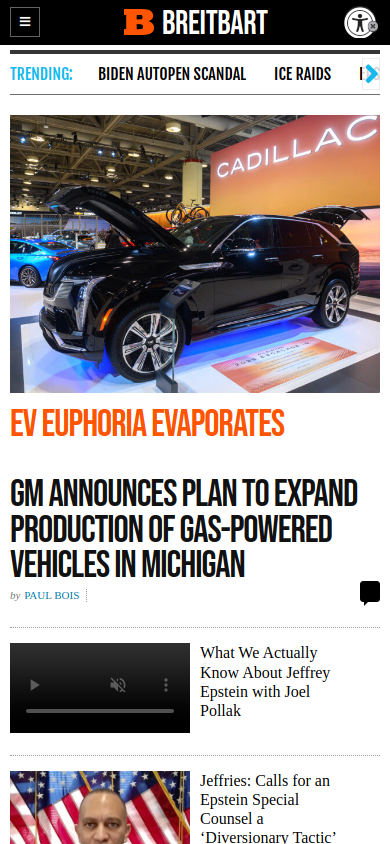 BREITBART
TRENDING:
BIDEN AUTOPEN SCANDAL
ICE RAIDS
CADILLAC
EV EUPHORIA EVAPORATES
GM ANNOUNCES PLAN TO EXPAND
PRODUCTION OF GAS-POWERED
VEHICLES IN MICHIGAN
by PAUL BOIS
What We Actually
Know About Jeffrey
Epstein with Joel
Pollak
Jeffries: Calls for an
Epstein Special
Counsel a
‘Diversionary Tactic’